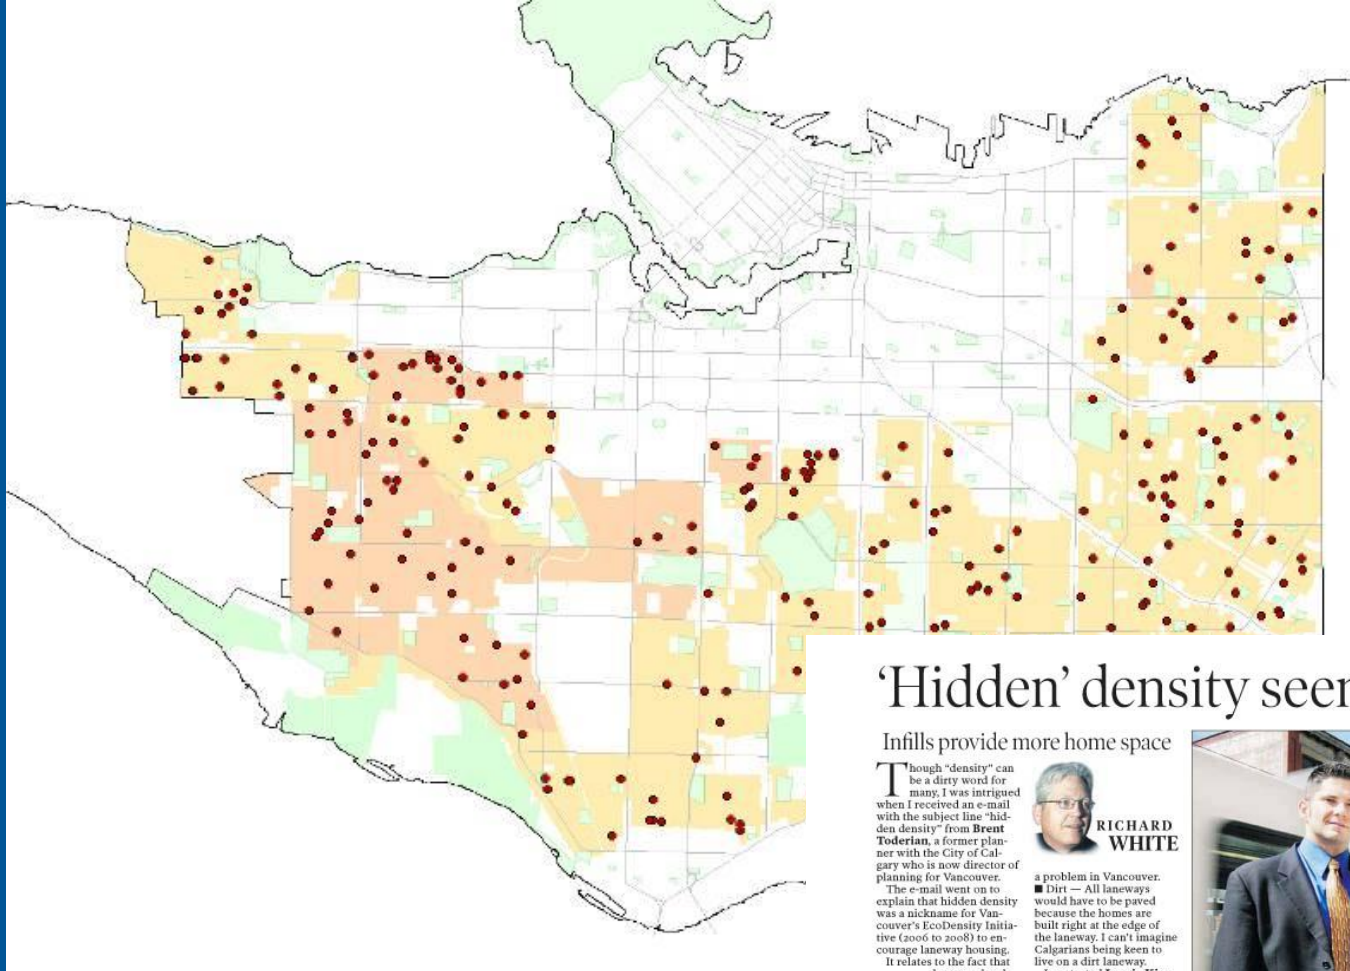 ‘Hidden’ density seen
Infills provide more home space
Though “density” can
be a dirty word for
many, I was intrigued
when I received an e-mail
with the subject line “hid-
den density” from Brent
Toderian, a former plan-
ner with the City of Cal-
gary who is now director of
planning for Vancouver.
The e-mail went on to
explain that hidden density
was a nickname for Van-
couver’s EcoDensity Initia-
tive (2006 to 2008) to en-
courage laneway housing.
It relates to the fact that
RICHARD
WHITE
a problem in Vancouver.
■ Dirt — All laneways
would have to be paved
because the homes are
built right at the edge of
the laneway. I can’t imagine
Calgarians being keen to
live on a dirt laneway.